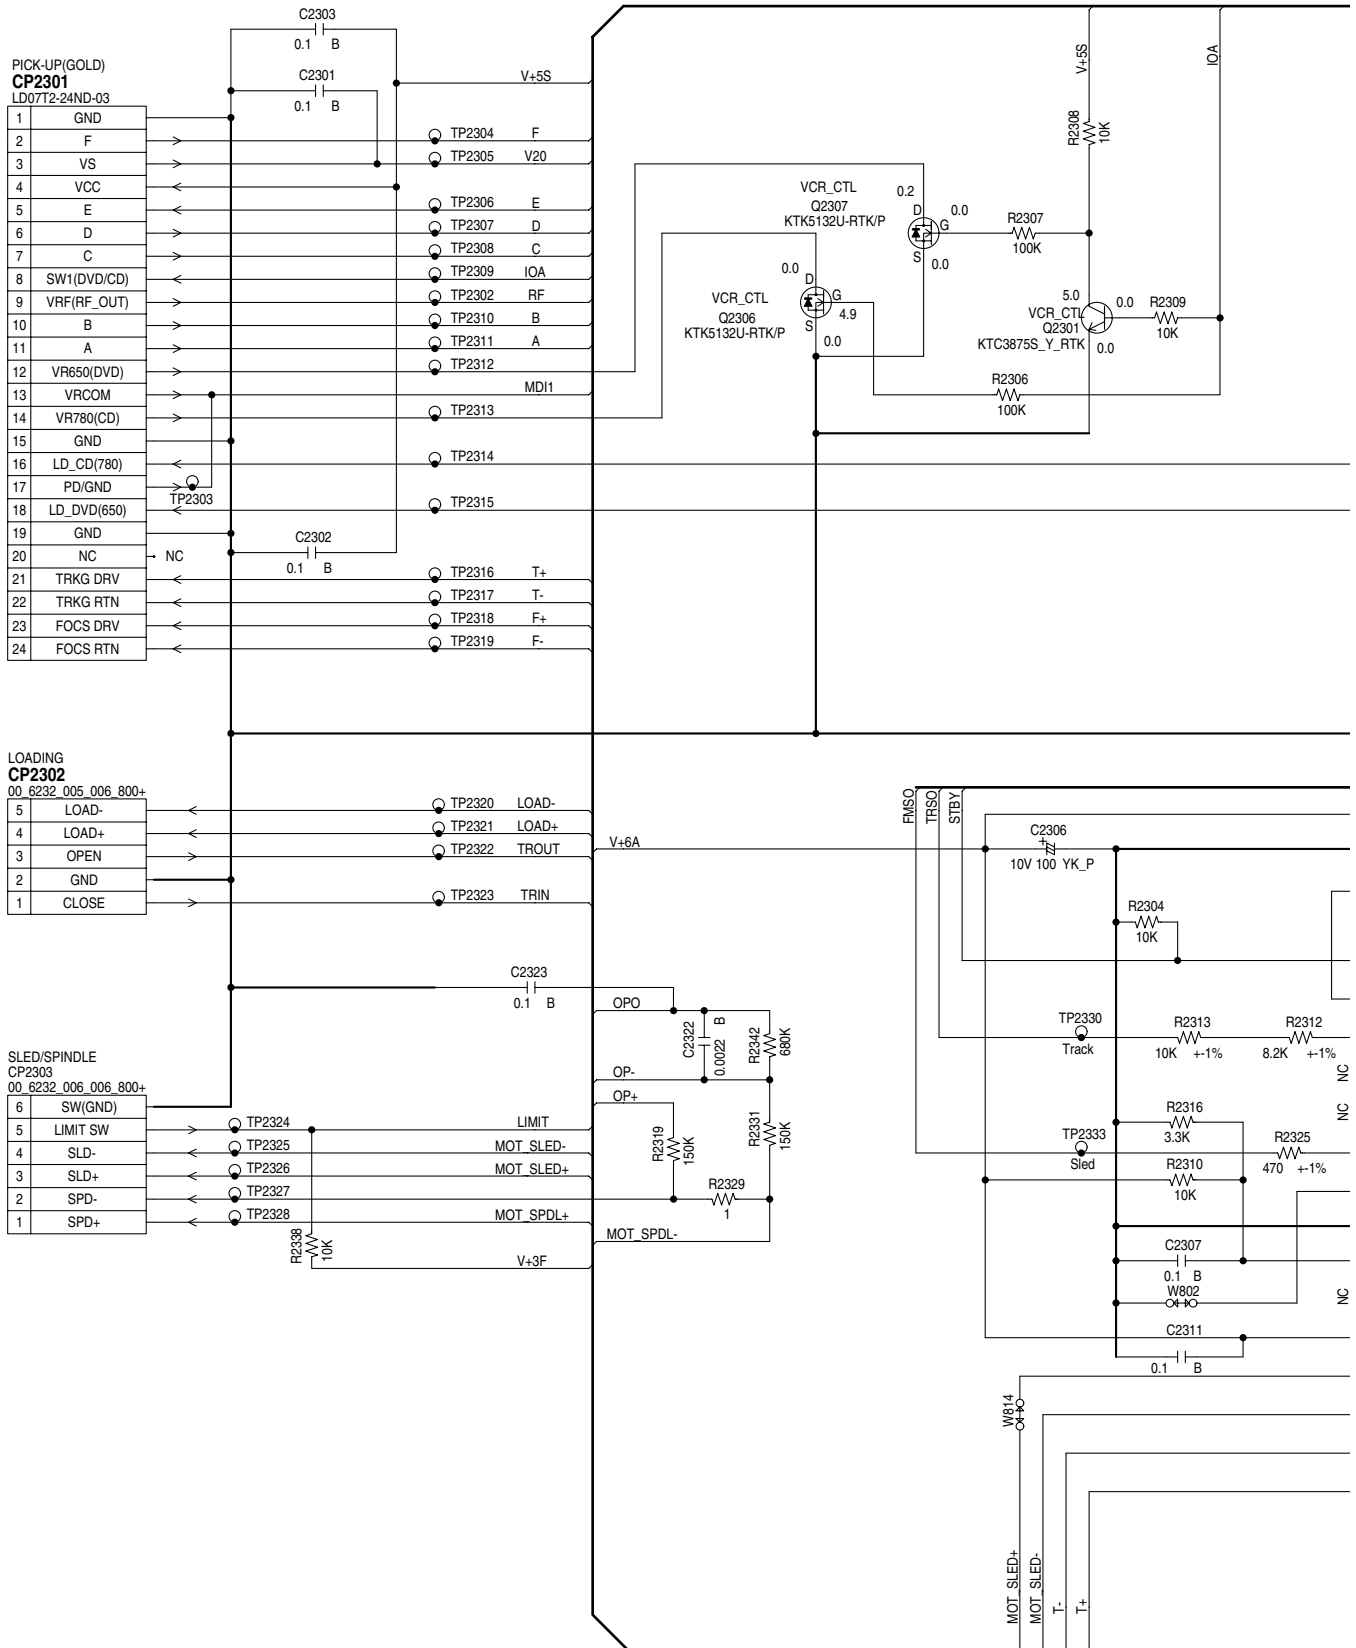 C2303
0.1 B
PICK-UP(GOLD)
CP2301
LD07T2-24ND-03
C2301
0.1 B
V+5S
1 GND
2 F
3 VS
4 VCC
5 E
6 D
7 C
8 SW1(DVD/CD)
9 VRF(RF_OUT)
10 B
11 A
12 VR650(DVD)
13 VRCOM
14 VR780(CD)
15 GND
16 LD_CD(780)
17 PD/GND
18 LD_DVD(650)
19 GND
20 NC
21 TRKG DRV
22 TRKG RTN
23 FOCS DRV
24 FOCS RTN
NC
TP2303
C2302
0.1 B
TP2304 F
TP2305 V20
TP2306 E
TP2307 D
TP2308 C
TP2309 IOA
TP2302 RF
TP2310 B
TP2311 A
TP2312
MDI1
TP2313
TP2314
TP2315
TP2316 T+
TP2317 T-
TP2318 F+
TP2319 F-
V+5S
IOA
R2308
10K
VCR_CTL
Q2307
KTK5132U-RTK/P
0.2
D
G
S
0.0
0.0
R2307
100K
VCR_CTL
Q2306
KTK5132U-RTK/P
0.0
D
G
S
4.9
0.0
5.0
VCR_CTL
Q2301
KTC3875S_Y_RTK
0.0
0.0
R2309
10K
R2306
100K
LOADING
CP2302
00_6232_005_006_800+
5 LOAD-
4 LOAD+
3 OPEN
2 GND
1 CLOSE
TP2320 LOAD-
TP2321 LOAD+
TP2322 TROUT
TP2323 TRIN
V+6A
FMSO
TRSO
STBY
C2306
+
10V 100 YK_P
R2304
10K
C2323
0.1 B
OPO
C2322
0.0022 B
R2342
680K
OP-
OP+
R2319
150K
R2331
150K
R2329
1
MOT_SPDL-
SLED/SPINDLE
CP2303
00_6232_006_006_800+
6 SW(GND)
5 LIMIT SW
4 SLD-
3 SLD+
2 SPD-
1 SPD+
TP2324 LIMIT
TP2325 MOT_SLED-
TP2326 MOT_SLED+
TP2327
TP2328 MOT_SPDL+
R2338
10K
V+3F
TP2330
Track
R2313
10K +-1%
R2312
8.2K +-1%
NC
NC
R2316
3.3K
TP2333
Sled
R2325
470 +-1%
R2310
10K
C2307
0.1 B
W802
NC
C2311
0.1 B
W814
MOT_SLED+
MOT_SLED-
T-
T+